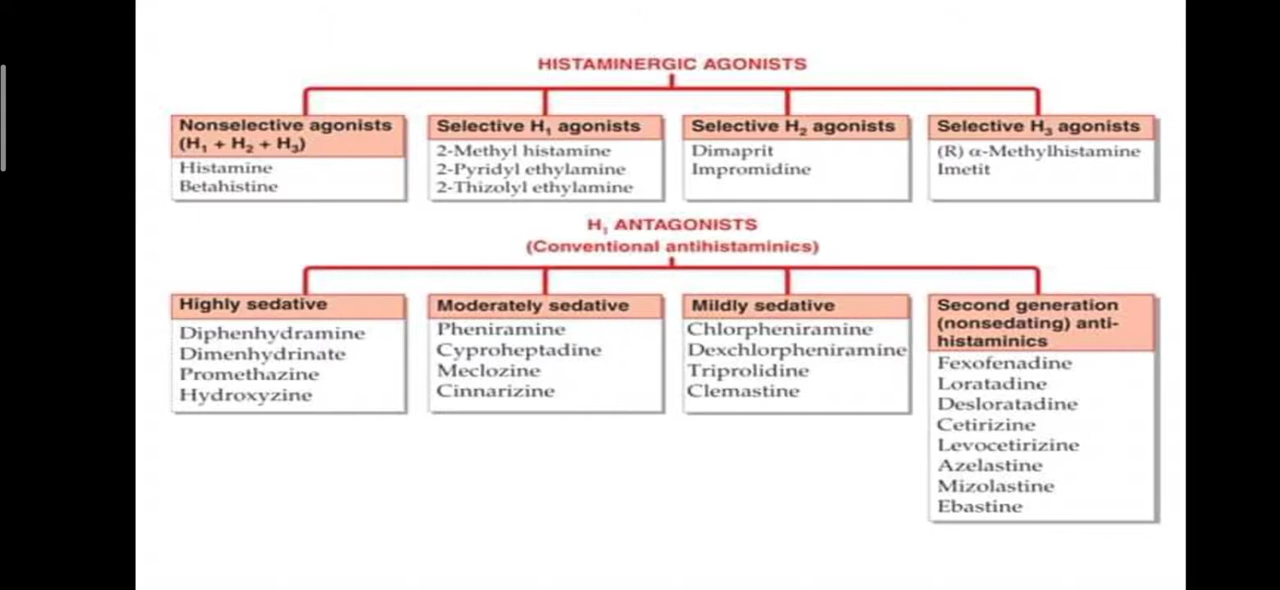 HISTAMINERGIC AGONISTS
Nonselective agonists
(H₁ + H₂ + H₃)
Histamine
Betahistine
Selective H₁ agonists
2-Methyl histamine
2-Pyridyl ethylamine
2-Thizolyl ethylamine
Selective H₂ agonists
Dimaprit
Impromidine
Selective H₃ agonists
(R) α-Methylhistamine
Imetit
H₁ ANTAGONISTS
(Conventional antihistaminics)
Highly sedative
Diphenhydramine
Dimenhydrinate
Promethazine
Hydroxyzine
Moderately sedative
Pheniramine
Cyproheptadine
Meclozine
Cinnarizine
Mildly sedative
Chlorpheniramine
Dexchlorpheniramine
Triprolidine
Clemastine
Second generation
(nonsedating) anti-
histaminics
Fexofenadine
Loratadine
Desloratadine
Cetirizine
Levocetirizine
Azelastine
Mizolastine
Ebastine